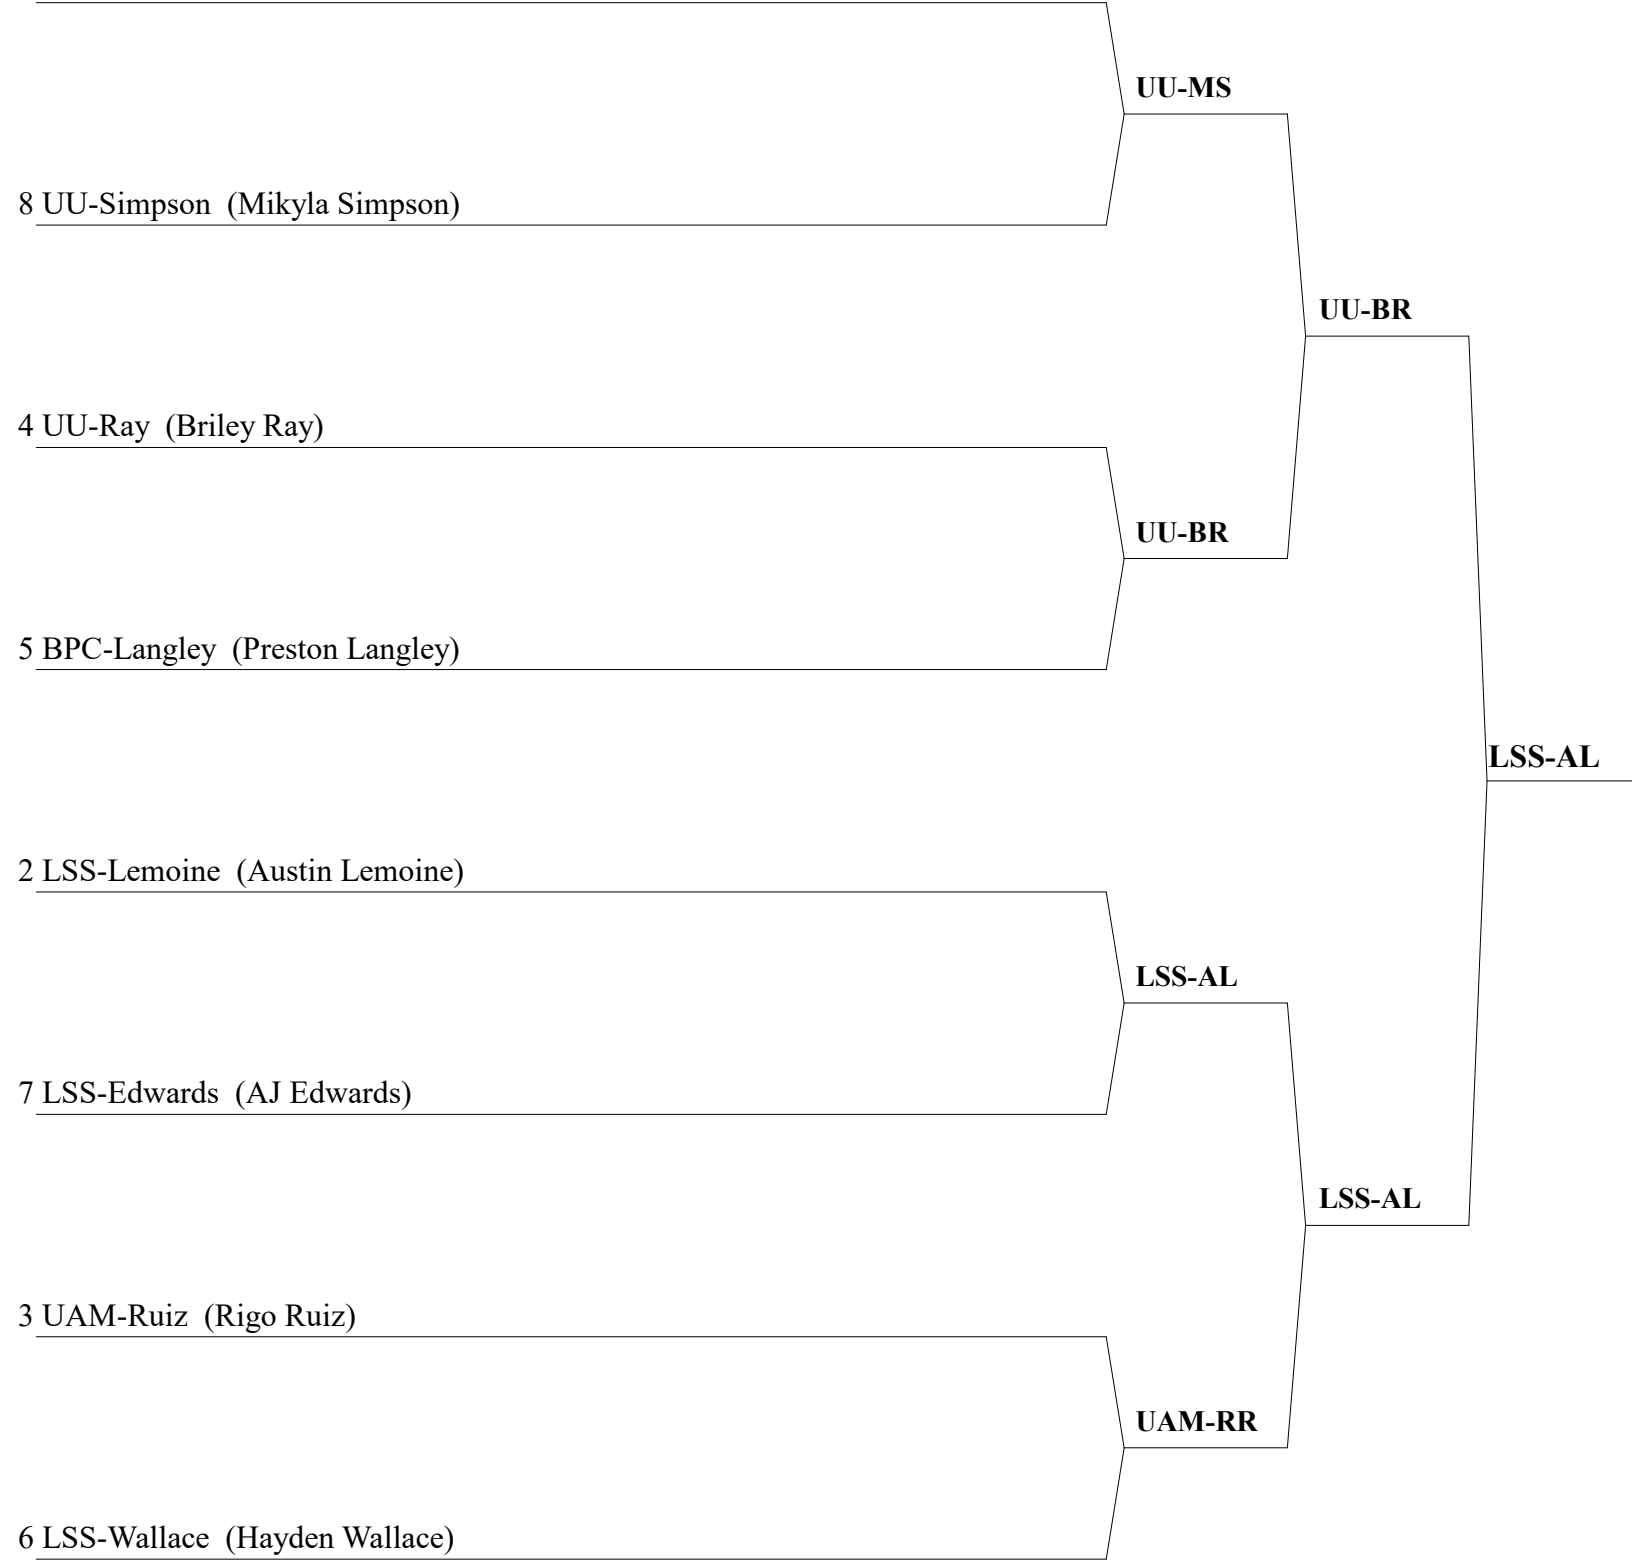 UU-MS
8 UU-Simpson (Mikyla Simpson)
UU-BR
4 UU-Ray (Briley Ray)
UU-BR
5 BPC-Langley (Preston Langley)
LSS-AL
2 LSS-Lemoine (Austin Lemoine)
LSS-AL
7 LSS-Edwards (AJ Edwards)
LSS-AL
3 UAM-Ruiz (Rigo Ruiz)
UAM-RR
6 LSS-Wallace (Hayden Wallace)